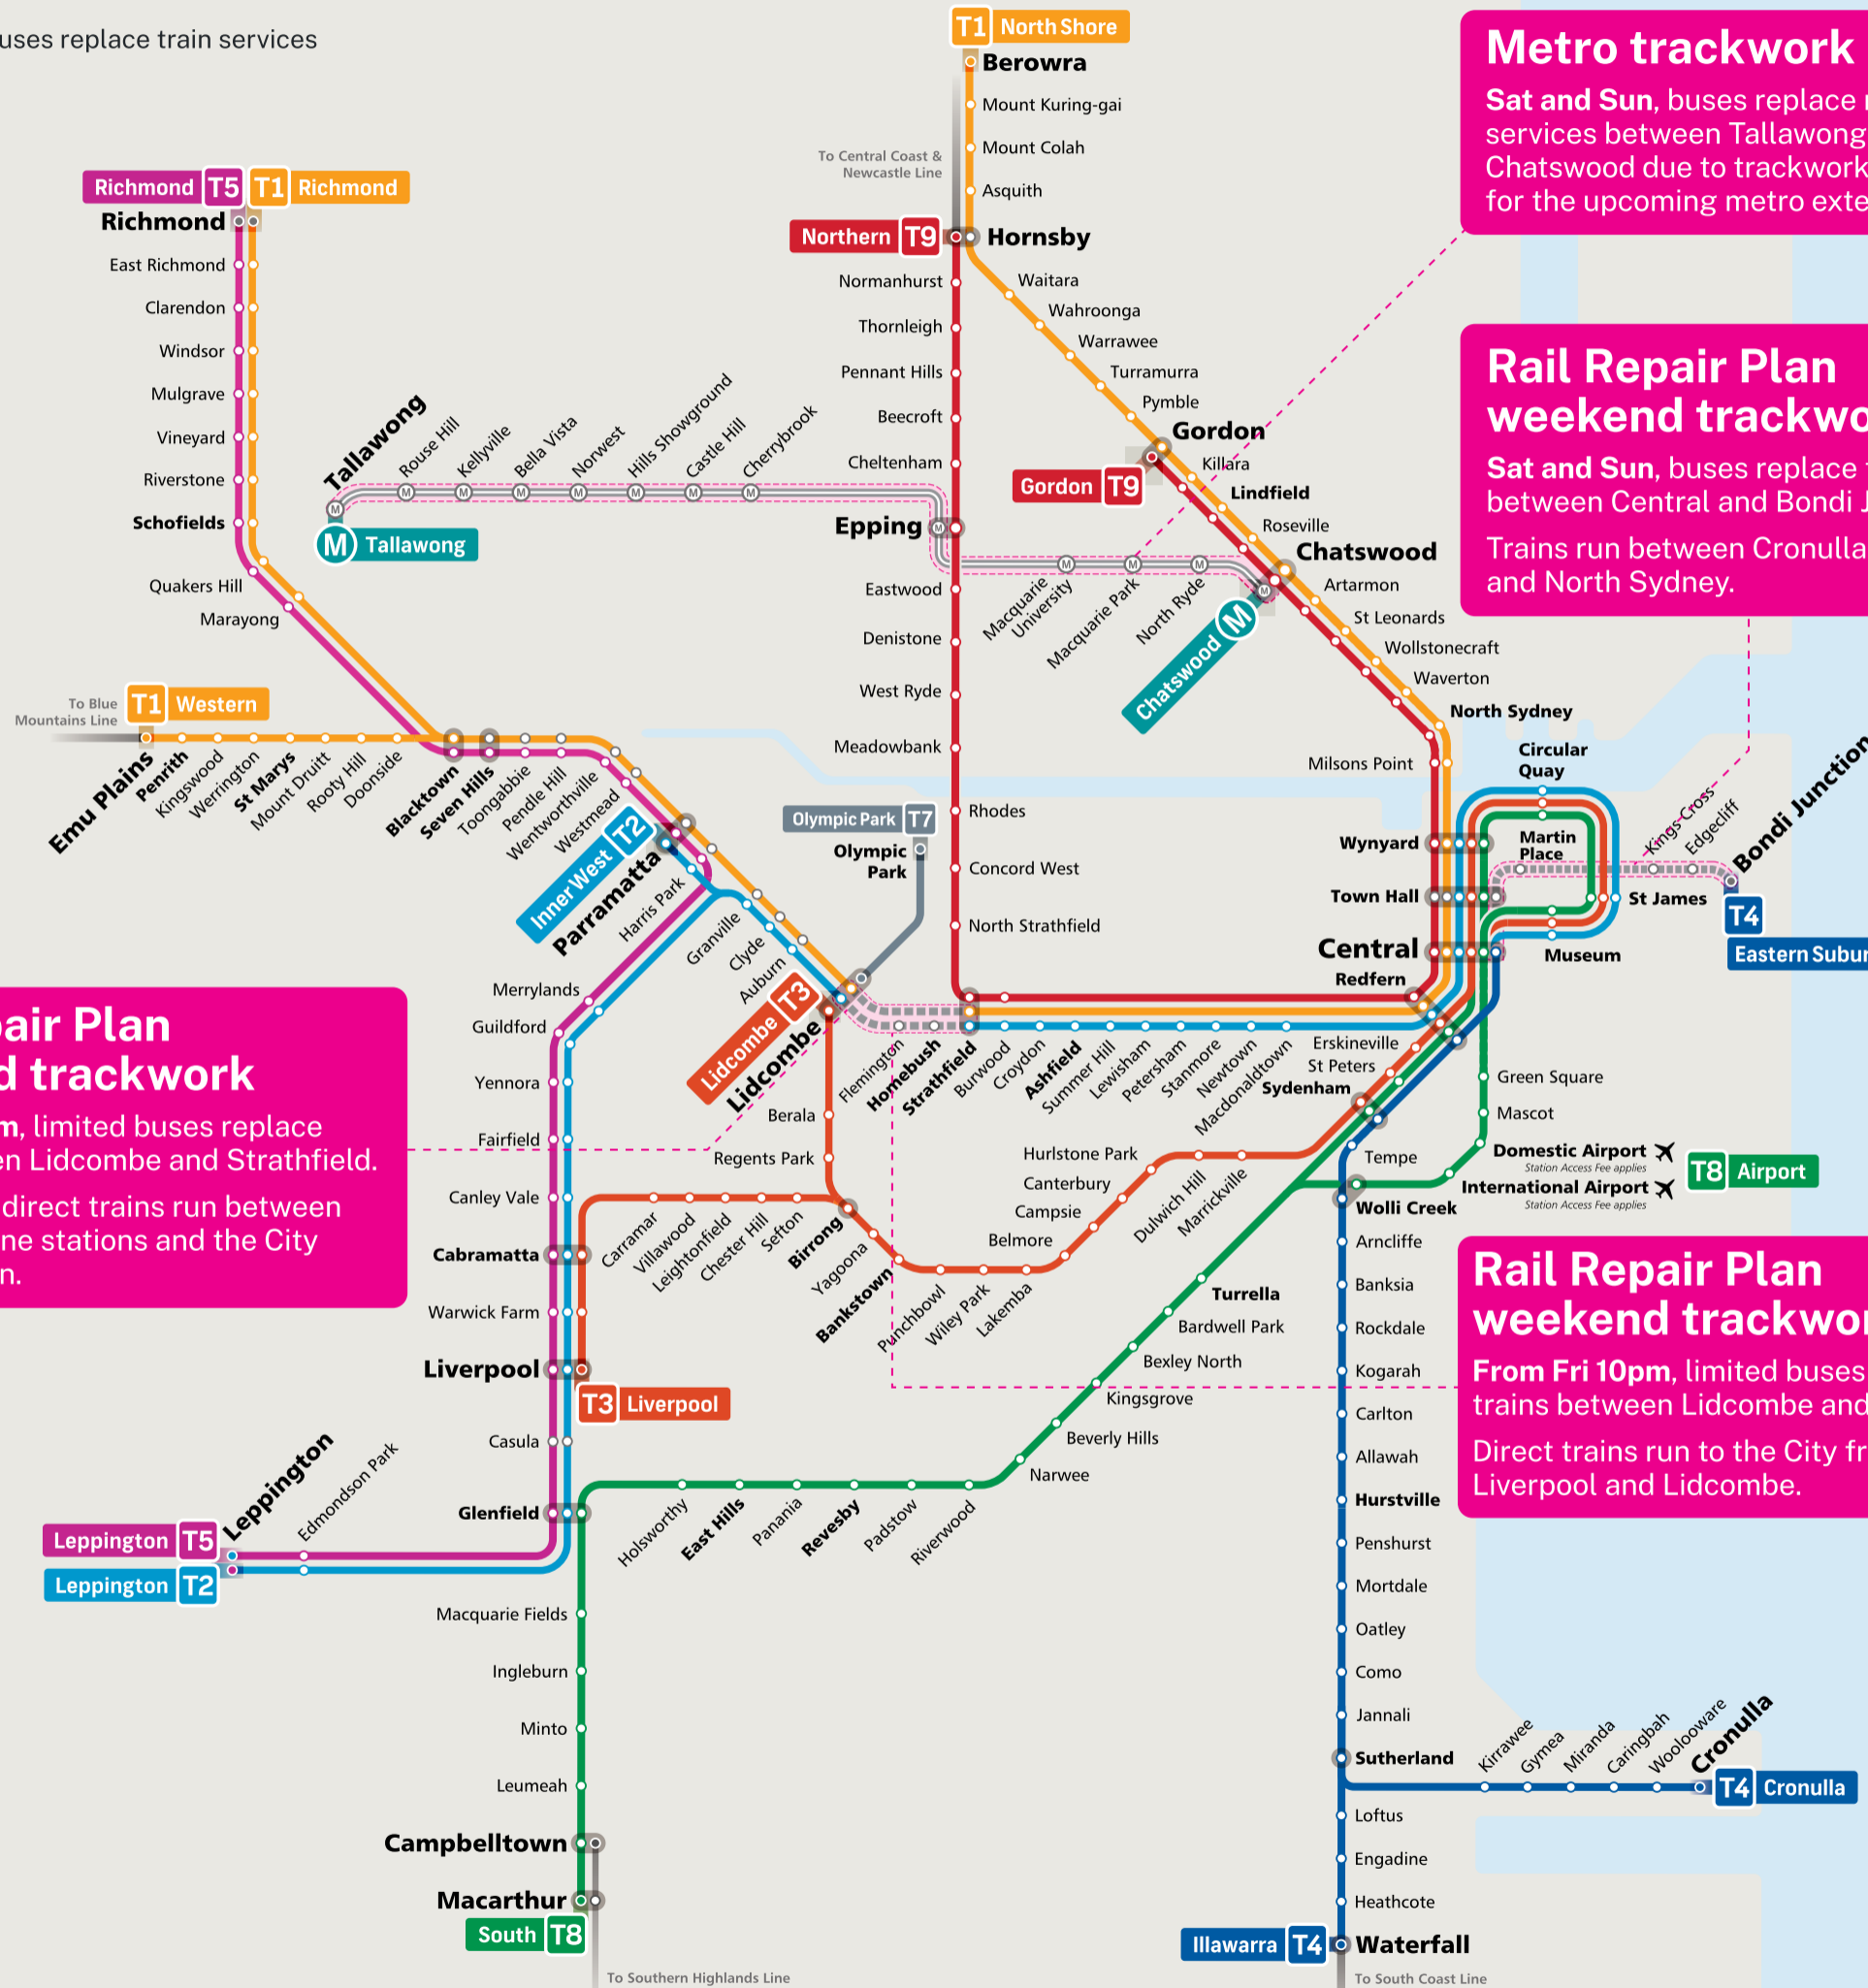 uses replace train services
T1 North Shore
Berowra
Mount Kuring-gai
Mount Colah
Asquith
To Central Coast &
Newcastle Line
Northern T9
Hornsby
Waitara
Wahroonga
Warrawee
Turramurra
Pymble
Gordon
Killara
Lindfield
Roseville
Chatswood
Artarmon
St Leonards
Wollstonecraft
Waverton
North Sydney
Milsons Point
Gordon T9
Normanhurst
Thornleigh
Pennant Hills
Beecroft
Cheltenham
Epping
Eastwood
Denistone
West Ryde
Meadowbank
Rhodes
Concord West
North Strathfield
Richmond T5
T1 Richmond
Richmond
East Richmond
Clarendon
Windsor
Mulgrave
Vineyard
Riverstone
Schofields
Quakers Hill
Marayong
Tallawong
Rouse Hill
Kellyville
Bella Vista
Norwest
Hills Showground
Castle Hill
Cherrybrook
M Tallawong
Macquarie
University
Macquarie Park
North Ryde
Chatswood M
To Blue
Mountains Line
T1 Western
Emu Plains
Penrith
Kingswood
Werrington
St Marys
Mount Druitt
Rooty Hill
Doonside
Blacktown
Seven Hills
Toongabbie
Pendle Hill
Wentworthville
Westmead
Inner West T2
Parramatta
Harris Park
Granville
Clyde
Auburn
Lidcombe T3
Lidcombe
Olympic Park T7
Olympic
Park
Flemington
Homebush
Strathfield
Burwood
Croydon
Ashfield
Summer Hill
Lewisham
Petersham
Stanmore
Newtown
Macdonaldtown
Wynyard
Town Hall
Central
Redfern
Circular
Quay
Martin
Place
St James
Museum
Kings Cross
Edgecliff
Bondi Junction
T4
Eastern Subur
Erskineville
St Peters
Sydenham
Green Square
Mascot
Domestic Airport
Station Access Fee applies
International Airport
Station Access Fee applies
T8 Airport
Tempe
Wolli Creek
Arncliffe
Banksia
Rockdale
Kogarah
Carlton
Allawah
Hurstville
Penshurst
Mortdale
Oatley
Como
Jannali
Sutherland
Kirrawee
Gymea
Miranda
Caringbah
Woolooware
Cronulla
T4 Cronulla
Loftus
Engadine
Heathcote
Illawarra T4
Waterfall
To South Coast Line
Merrylands
Guildford
Yennora
Fairfield
Canley Vale
Cabramatta
Warwick Farm
Liverpool
T3 Liverpool
Casula
Glenfield
Leppington
Edmondson Park
Leppington T5
Leppington T2
Berala
Regents Park
Carramar
Villawood
Leightonfield
Chester Hill
Sefton
Birrong
Yagoona
Bankstown
Punchbowl
Wiley Park
Lakemba
Belmore
Campsie
Canterbury
Hurlstone Park
Dulwich Hill
Marrickville
Turrella
Bardwell Park
Bexley North
Kingsgrove
Beverly Hills
Narwee
Riverwood
Padstow
Revesby
Panania
East Hills
Holsworthy
Macquarie Fields
Ingleburn
Minto
Leumeah
Campbelltown
Macarthur
South T8
To Southern Highlands Line
Metro trackwork
Sat and Sun, buses replace
services between Tallawong
Chatswood due to trackwork
for the upcoming metro exte
Rail Repair Plan
weekend trackwo
Sat and Sun, buses replace
between Central and Bondi J
Trains run between Cronulla
and North Sydney.
pair Plan
d trackwork
m, limited buses replace
en Lidcombe and Strathfield.
direct trains run between
ne stations and the City
n.
Rail Repair Plan
weekend trackwor
From Fri 10pm, limited buses
trains between Lidcombe and
Direct trains run to the City fr
Liverpool and Lidcombe.